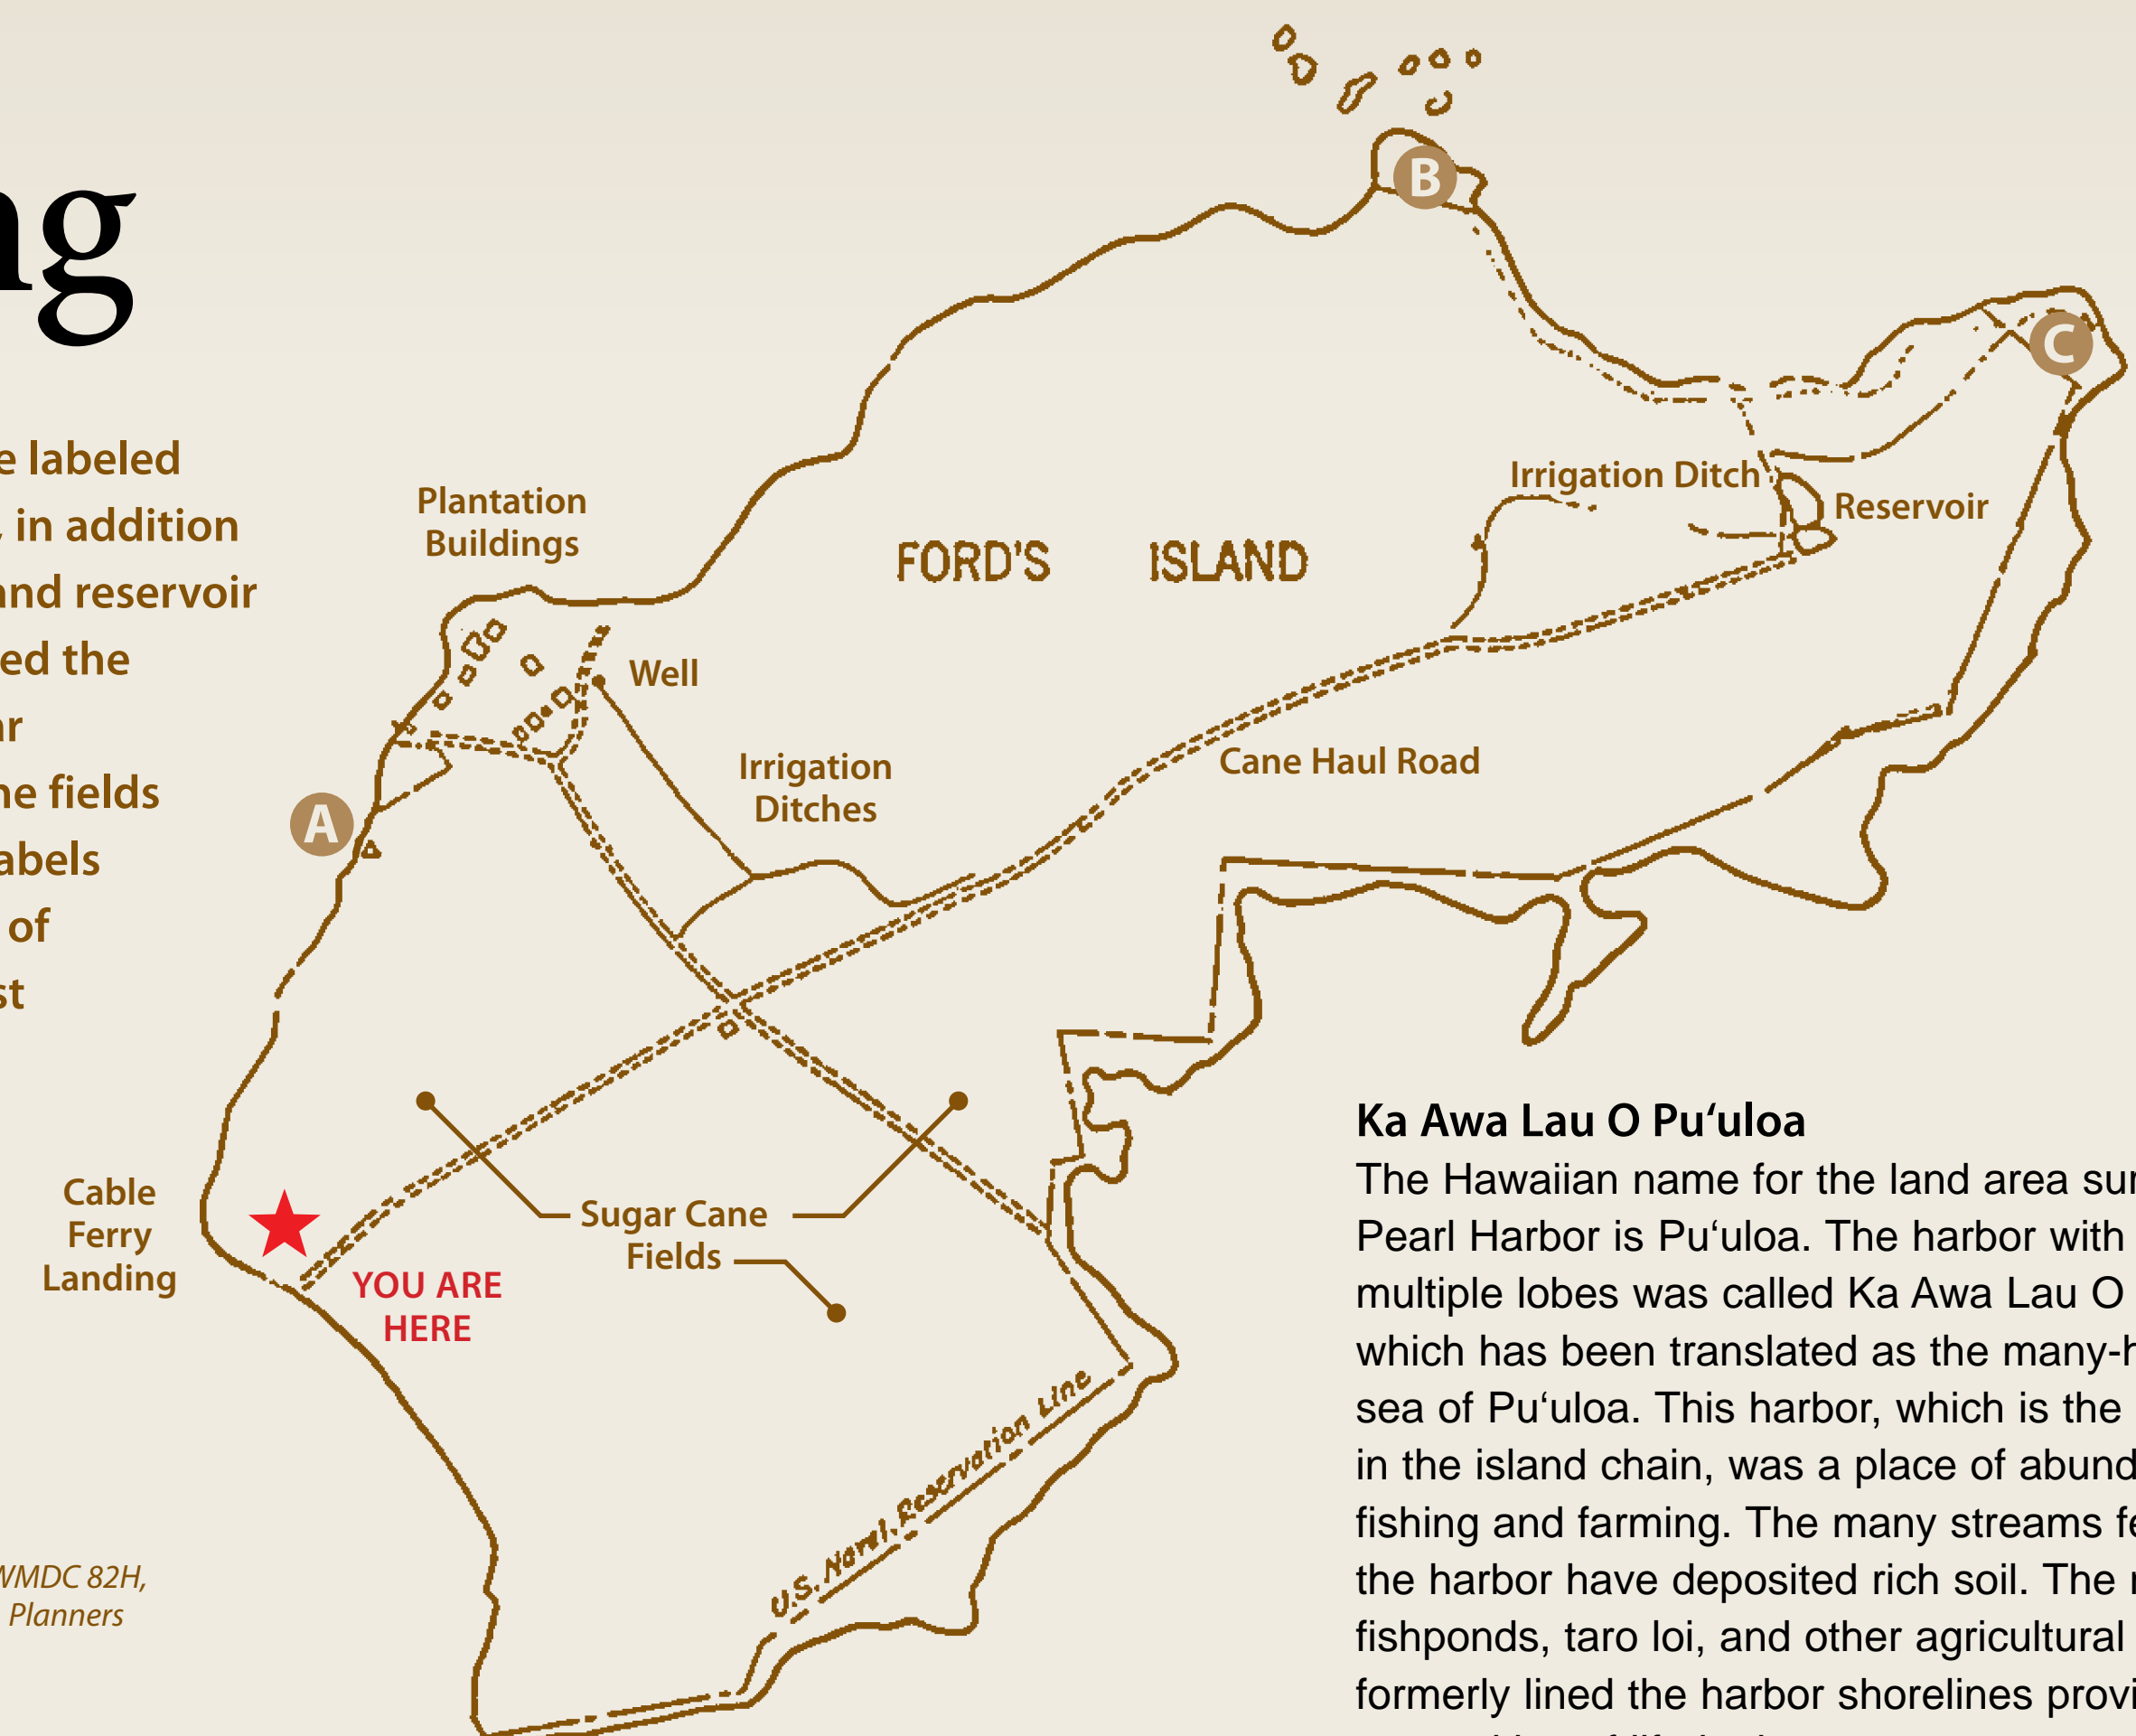 ng
e labeled
, in addition
and reservoir
ed the
ar
ne fields
abels
of
st
WMDC 82H,
Planners
B
C
A
Plantation
Buildings
FORD'S ISLAND
Irrigation Ditch
Reservoir
Well
Irrigation
Ditches
Cane Haul Road
Cable
Ferry
Landing
YOU ARE
HERE
Sugar Cane
Fields
U.S. Naval Reservation Line
Ka Awa Lau O Pu‘uloa
The Hawaiian name for the land area sur
Pearl Harbor is Pu‘uloa. The harbor with
multiple lobes was called Ka Awa Lau O
which has been translated as the many-h
sea of Pu‘uloa. This harbor, which is the
in the island chain, was a place of abund
fishing and farming. The many streams fe
the harbor have deposited rich soil. The
fishponds, taro loi, and other agricultural
formerly lined the harbor shorelines provi